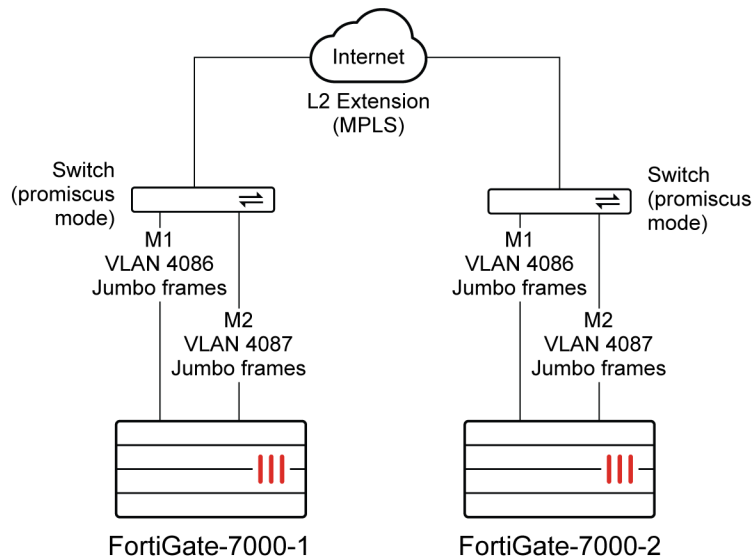 Internet
L2 Extension
(MPLS)
Switch
(promiscus
mode)
Switch
(promiscus
mode)
M1
VLAN 4086
Jumbo frames
M2
VLAN 4087
Jumbo frames
M1
VLAN 4086
Jumbo frames
M2
VLAN 4087
Jumbo frames
FortiGate-7000-1
FortiGate-7000-2